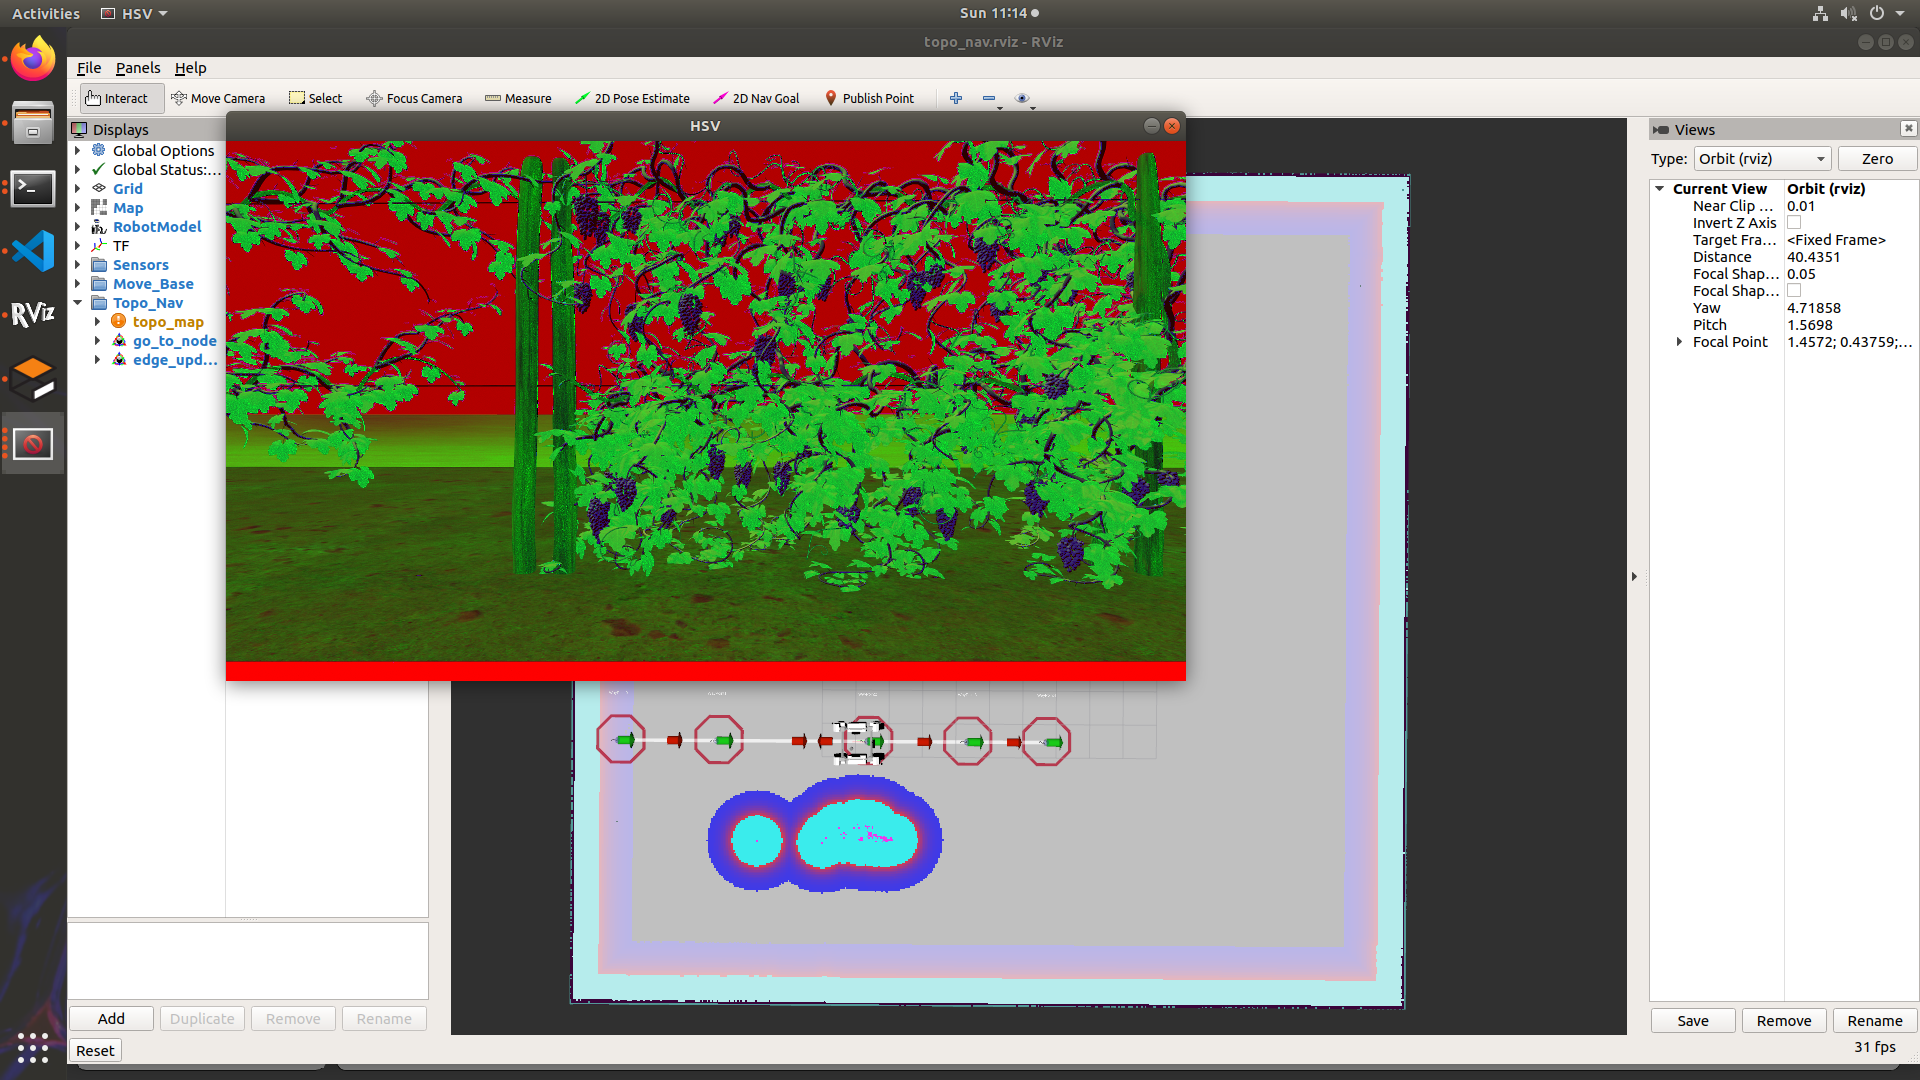 Activities HSV Sun 11:14
topo_nav.rviz - RViz
File Panels Help
Interact Move Camera Select Focus Camera Measure 2D Pose Estimate 2D Nav Goal Publish Point
Displays
Global Options
Global Status:...
Grid
Map
RobotModel
TF
Sensors
Move_Base
Topo_Nav
topo_map
go_to_node
edge_upd...
HSV
RViz
Views
Type: Orbit (rviz) Zero
Current View Orbit (rviz)
Near Clip ... 0.01
Invert Z Axis
Target Fra... <Fixed Frame>
Distance 40.4351
Focal Shap... 0.05
Focal Shap...
Yaw 4.71858
Pitch 1.5698
Focal Point 1.4572; 0.43759;...
Add Duplicate Remove Rename
Save Remove Rename
Reset
31 fps